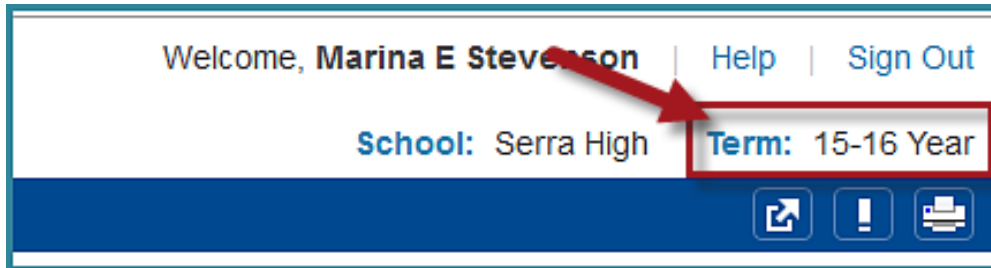 Welcome, Marina E Stevenson | Help | Sign Out
School: Serra High Term: 15-16 Year